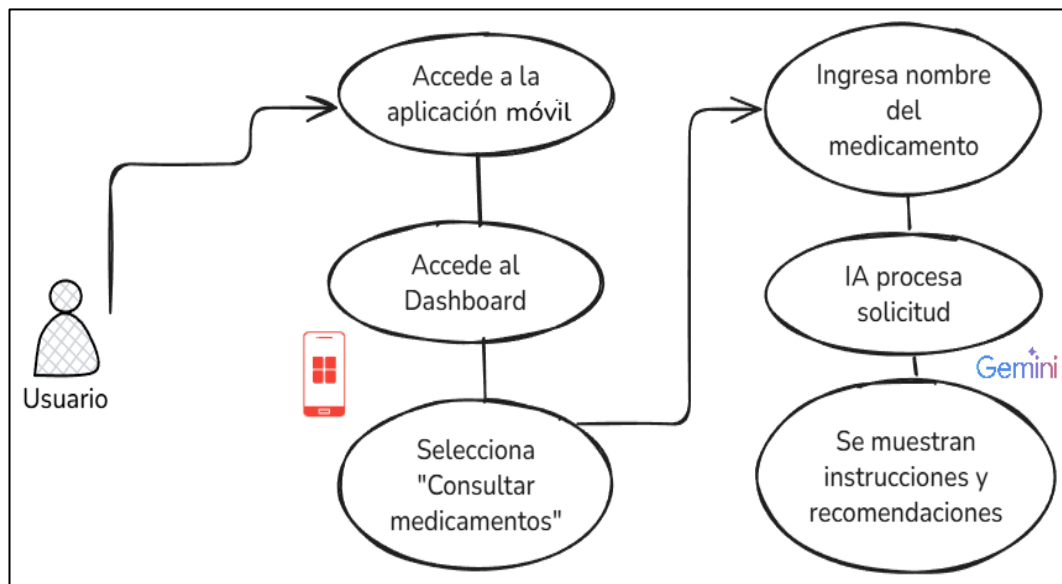 Usuario
Accede a la
aplicación móvil
Accede al
Dashboard
Selecciona
"Consultar
medicamentos"
Ingresa nombre
del
medicamento
IA procesa
solicitud
Gemini
Se muestran
instrucciones y
recomendaciones